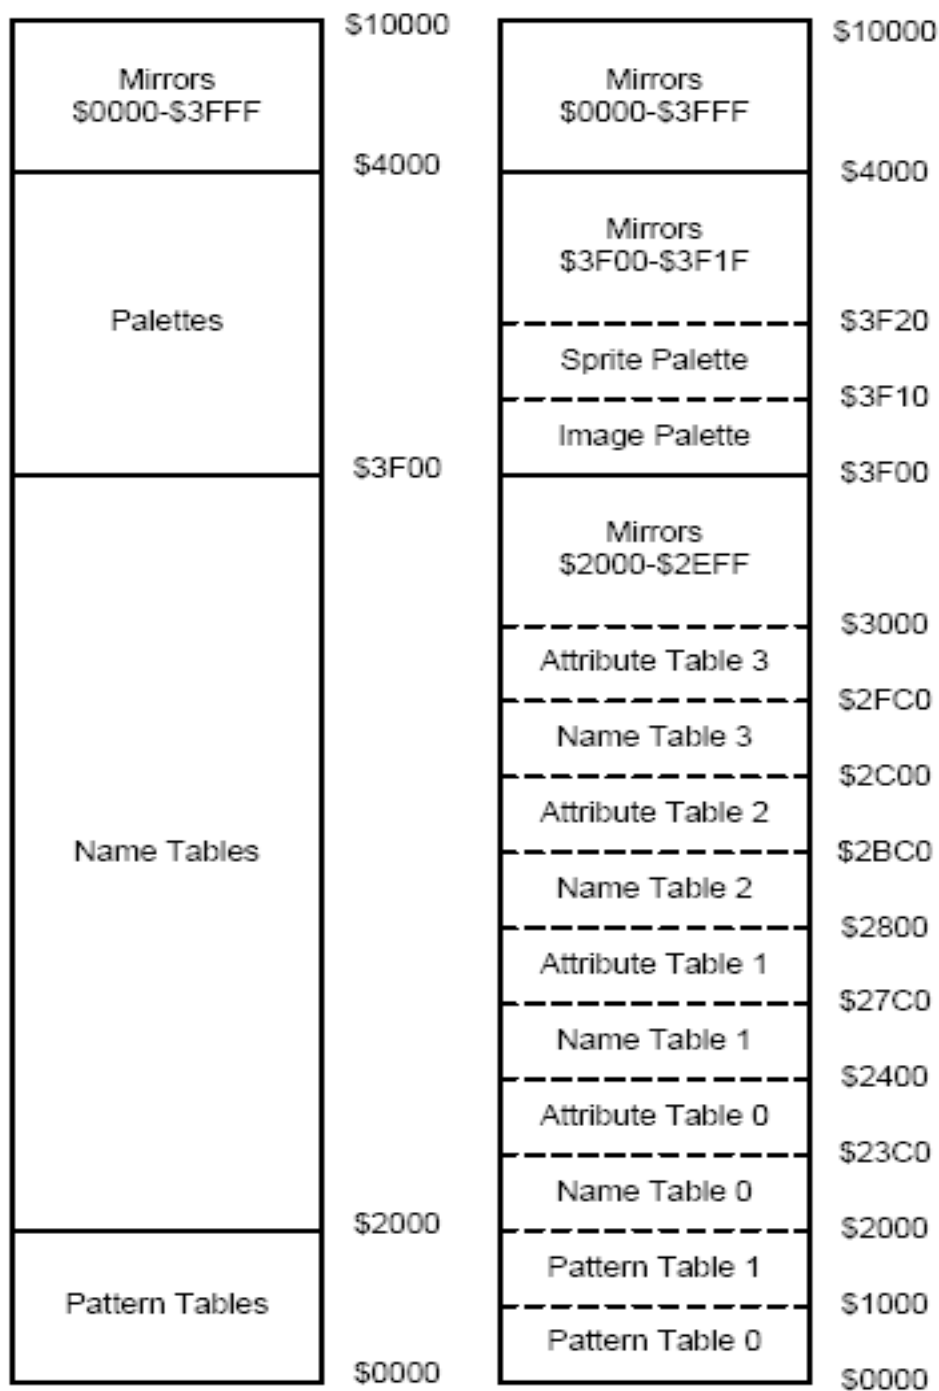 $10000
Mirrors
$0000-$3FFF
$4000
Palettes
$3F00
Name Tables
$2000
Pattern Tables
$0000
$10000
Mirrors
$0000-$3FFF
$4000
Mirrors
$3F00-$3F1F
$3F20
Sprite Palette
$3F10
Image Palette
$3F00
Mirrors
$2000-$2EFF
$3000
Attribute Table 3
$2FC0
Name Table 3
$2C00
Attribute Table 2
$2BC0
Name Table 2
$2800
Attribute Table 1
$27C0
Name Table 1
$2400
Attribute Table 0
$23C0
Name Table 0
$2000
Pattern Table 1
$1000
Pattern Table 0
$0000